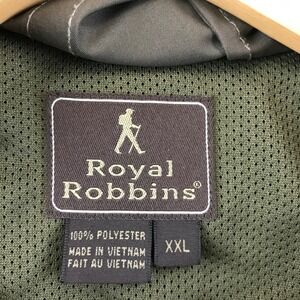 Royal
Robbins®
100% POLYESTER
MADE IN VIETNAM
FAIT AU VIETNAM
XXL